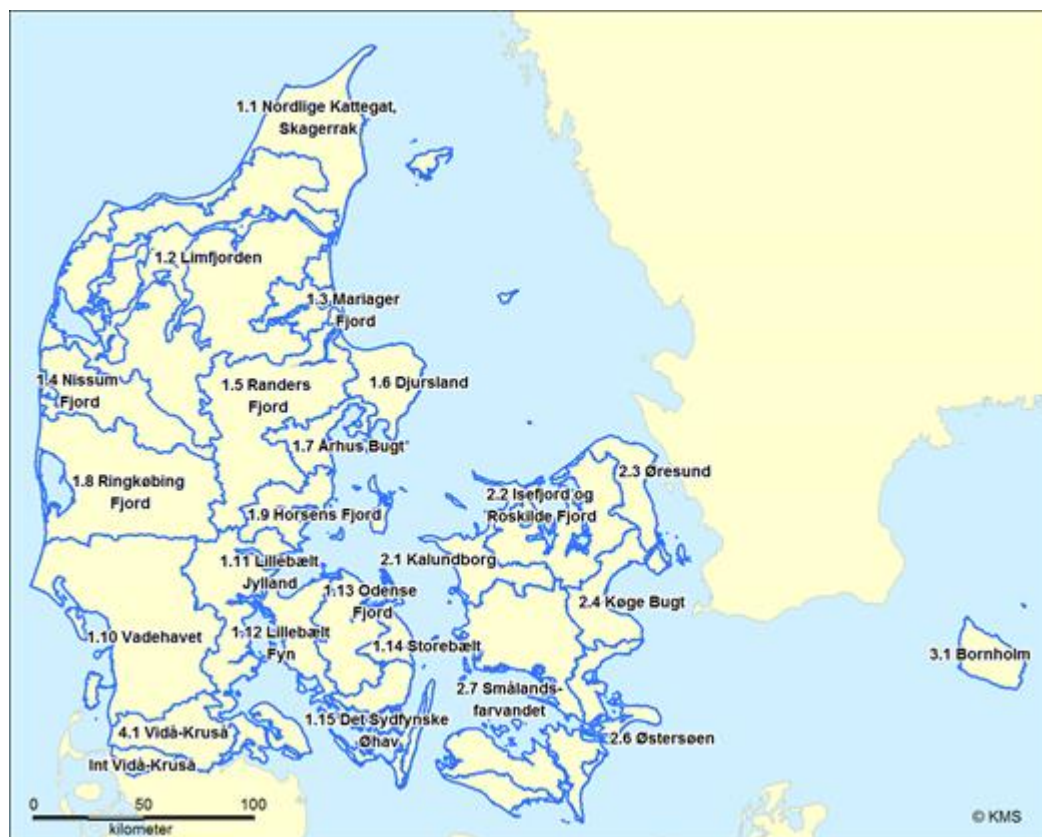 1.1 Nordlige Kattegat,
Skagerrak
1.2 Limfjorden
1.3 Mariager
Fjord
1.4 Nissum
Fjord
1.5 Randers
Fjord
1.6 Djursland
1.7 Århus Bugt
1.8 Ringkøbing
Fjord
1.9 Horsens Fjord
2.3 Øresund
2.2 Isefjord og
Roskilde Fjord
2.1 Kalundborg
1.11 Lillebælt
Jylland
1.13 Odense
Fjord
2.4 Køge Bugt
1.10 Vadehavet
1.12 Lillebælt
Fyn
1.14 Storebælt
3.1 Bornholm
2.7 Smålands-
farvandet
1.15 Det Sydfynske
Øhav
2.6 Østersøen
4.1 Vidå-Kruså
Int Vidå-Kruså
0 50 100
kilometer
© KMS